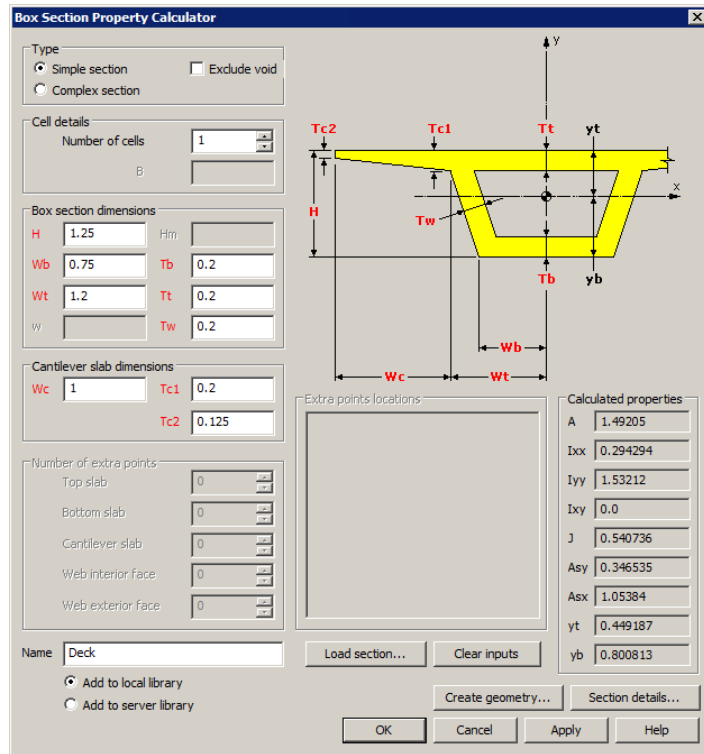 Box Section Property Calculator
Type
Simple section
Exclude void
Complex section
Cell details
Number of cells 1
B
Box section dimensions
H 1.25 Hm
Wb 0.75 Tb 0.2
Wt 1.2 Tt 0.2
w Tw 0.2
Cantilever slab dimensions
Wc 1 Tc1 0.2
Tc2 0.125
Number of extra points
Top slab 0
Bottom slab 0
Cantilever slab 0
Web interior face 0
Web exterior face 0
Name Deck
Add to local library
Add to server library
y
Tc2 Tc1 Tt yt
x
H
Tw
Tb yb
Wb
Wc Wt
Extra points locations
Calculated properties
A 1.49205
Ixx 0.294294
Iyy 1.53212
Ixy 0.0
J 0.540736
Asy 0.346535
Asx 1.05384
yt 0.449187
yb 0.800813
Load section... Clear inputs
Create geometry... Section details...
OK Cancel Apply Help